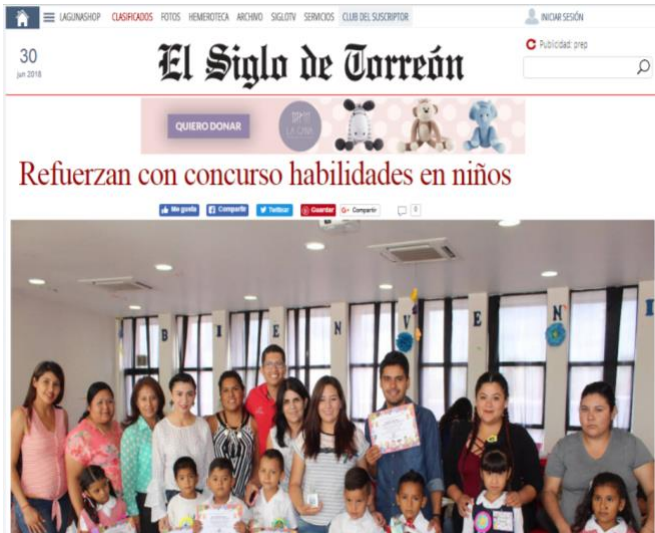 LAGUNASHOP CLASIFICADOS FOTOS HEMEROTECA ARCHIVO SIGLOTV SERVICIOS CLUB DEL SUSCRIPTOR INICIAR SESIÓN
30
jun 2018
El Siglo de Torreón
Publicidad: prep
QUIERO DONAR
Refuerzan con concurso habilidades en niños
Me gusta Compartir Twittear Guardar G+ Compartir 0
B I E N V E N I